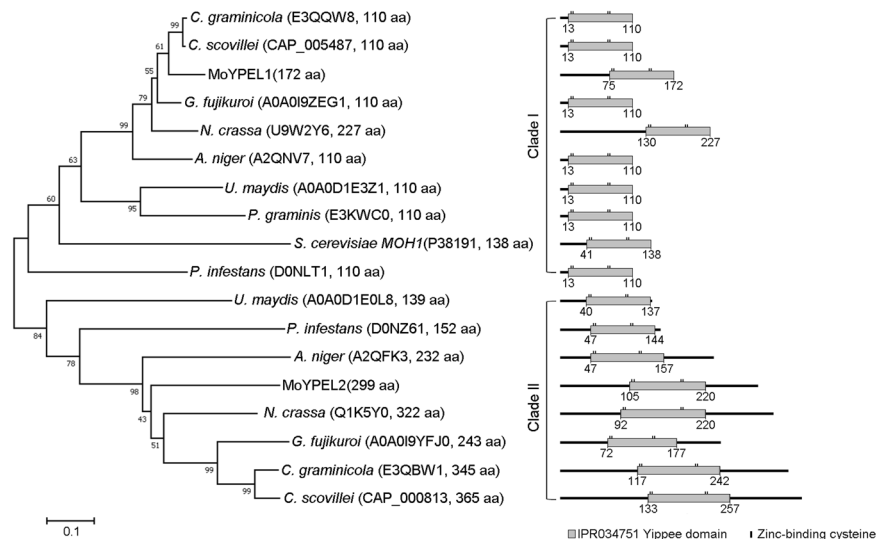 C. graminicola (E3QQW8, 110 aa)
99
13 110
C. scovillei (CAP_005487, 110 aa)
61
13 110
MoYPEL1(172 aa)
55
75 172
G. fujikuroi (A0A0I9ZEG1, 110 aa)
79
13 110
N. crassa (U9W2Y6, 227 aa)
99
130 227
A. niger (A2QNV7, 110 aa)
63
13 110
U. maydis (A0A0D1E3Z1, 110 aa)
95
13 110
P. graminis (E3KWC0, 110 aa)
60
13 110
S. cerevisiae MOH1(P38191, 138 aa)
41 138
P. infestans (D0NLT1, 110 aa)
13 110
Clade I
U. maydis (A0A0D1E0L8, 139 aa)
84
40 137
P. infestans (D0NZ61, 152 aa)
78
47 144
A. niger (A2QFK3, 232 aa)
98
47 157
MoYPEL2(299 aa)
43
105 220
N. crassa (Q1K5Y0, 322 aa)
51
92 220
G. fujikuroi (A0A0I9YFJ0, 243 aa)
99
72 177
C. graminicola (E3QBW1, 345 aa)
99
117 242
C. scovillei (CAP_000813, 365 aa)
133 257
Clade II
0.1
IPR034751 Yippee domain
Zinc-binding cysteine